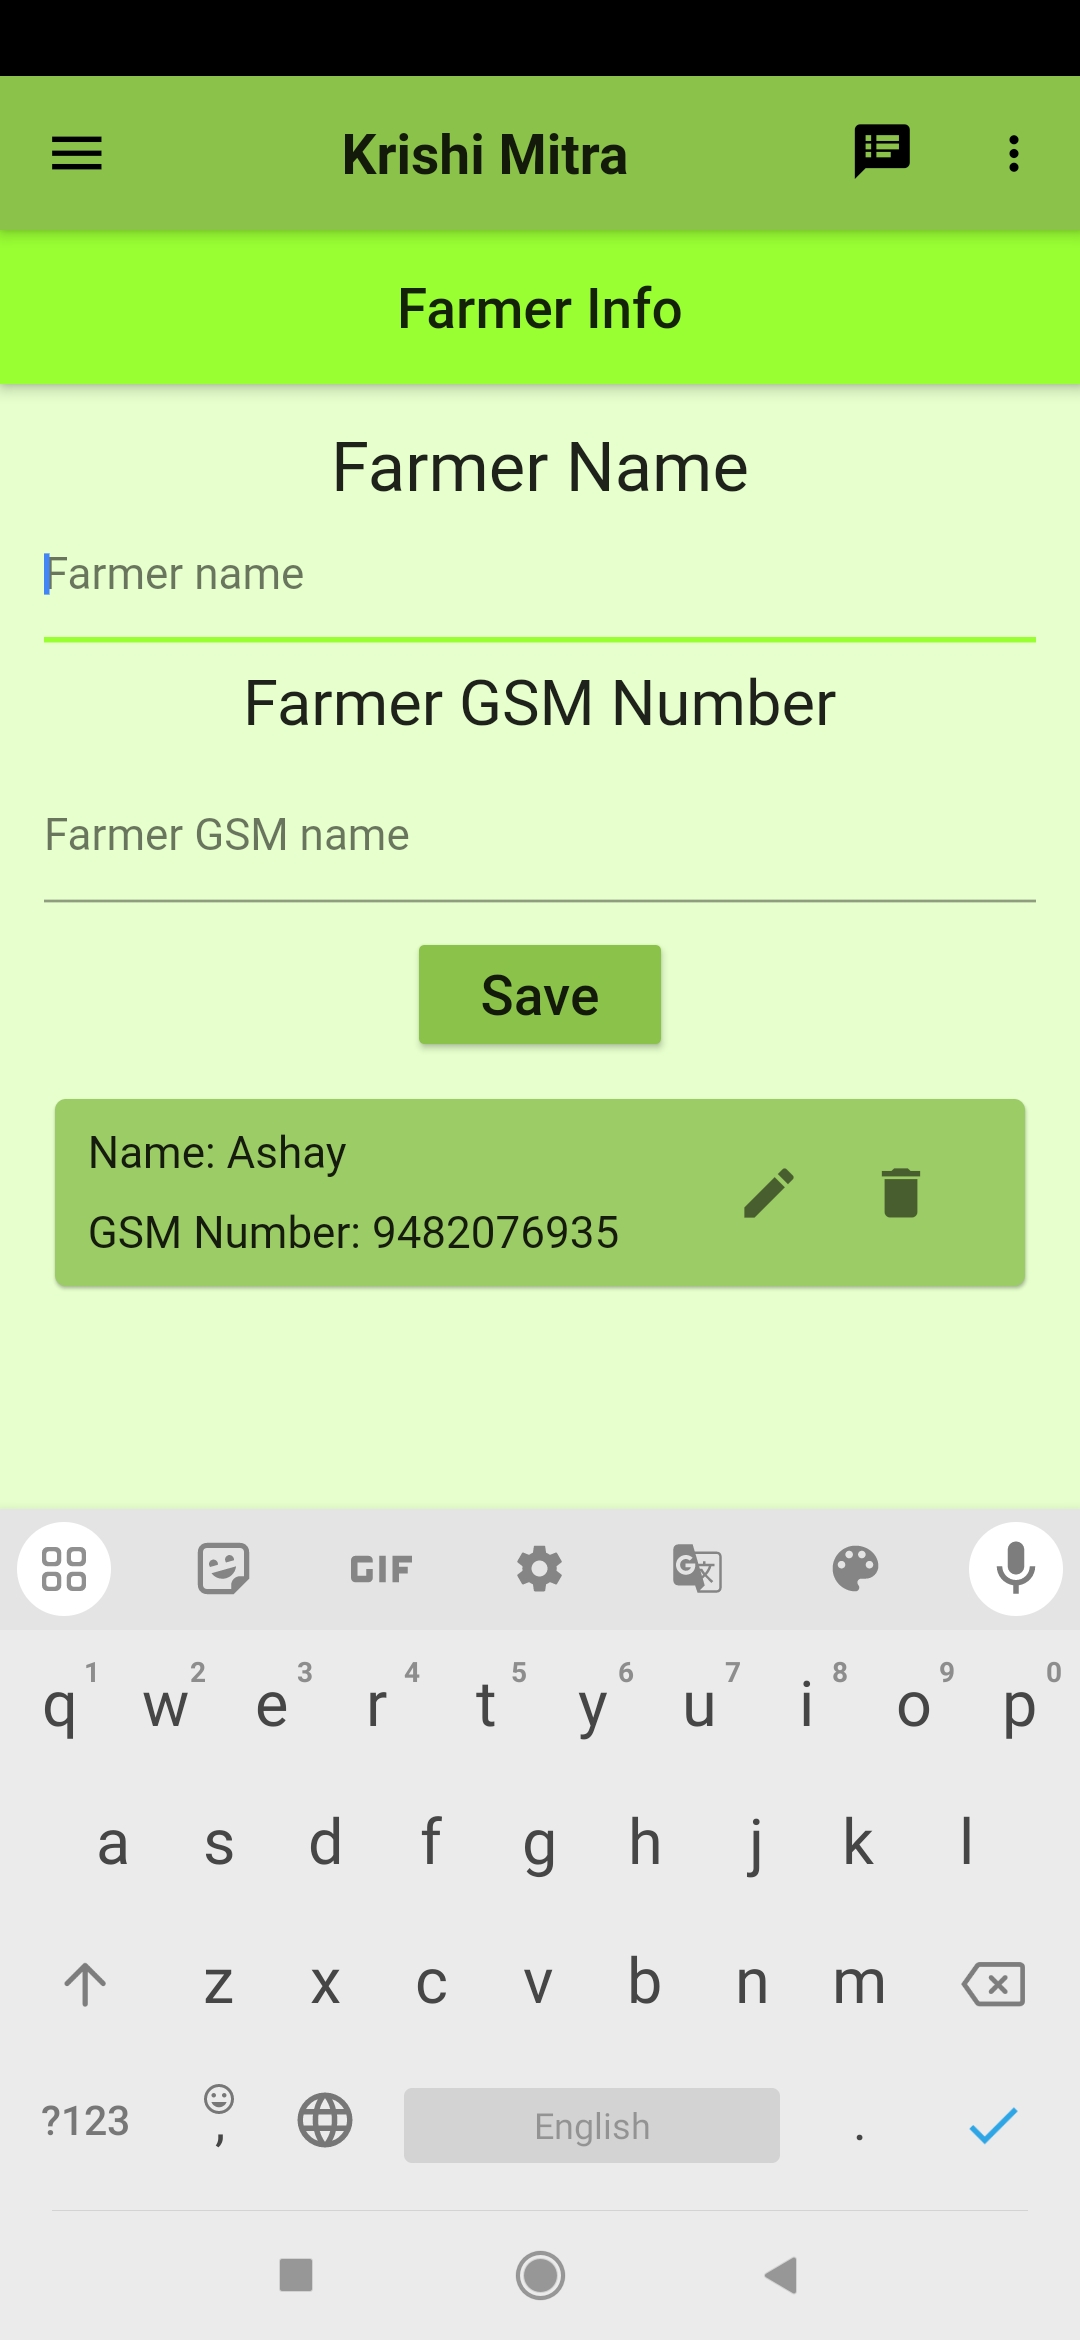 Krishi Mitra
Farmer Info
Farmer Name
Farmer name
Farmer GSM Number
Farmer GSM name
Save
Name: Ashay
GSM Number: 9482076935
GIF G 文
q 1 w 2 e 3 r 4 t 5 y 6 u 7 i 8 o 9 p 0
a s d f g h j k l
z x c v b n m
?123 , English .